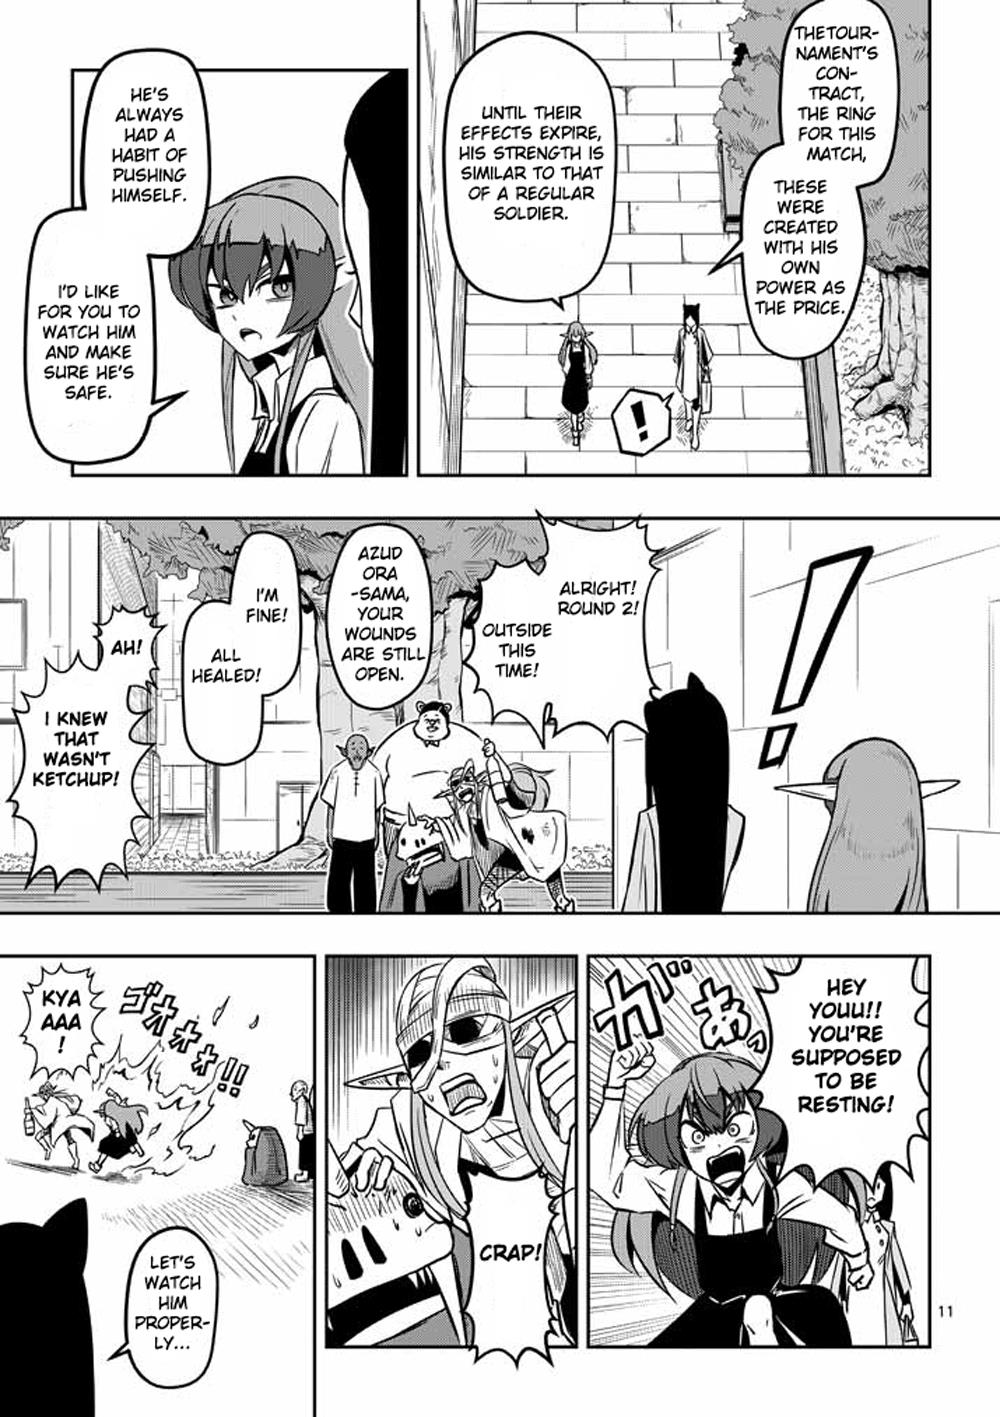 THETOUR-
NAMENT'S
CON-
TRACT,
THE RING
FOR THIS
MATCH,
THESE
WERE
CREATED
WITH HIS
OWN
POWER AS
THE PRICE.
UNTIL THEIR
EFFECTS EXPIRE,
HIS STRENGTH IS
SIMILAR TO THAT
OF A REGULAR
SOLDIER.
!
HE'S
ALWAYS
HAD A
HABIT OF
PUSHING
HIMSELF.
I'D LIKE
FOR YOU TO
WATCH HIM
AND MAKE
SURE HE'S
SAFE.
!
ALRIGHT!
ROUND 2!
OUTSIDE
THIS
TIME!
AZUD
ORA
-SAMA,
YOUR
WOUNDS
ARE STILL
OPEN.
I'M
FINE!
ALL
HEALED!
AH!
I KNEW
THAT
WASN'T
KETCHUP!
HEY
YOUU!!
YOU'RE
SUPPOSED
TO BE
RESTING!
があぁ
CRAP!
KYA
AAA
!
ゴオオオォ!!
LET'S
WATCH
HIM
PROPER-
LY...
11